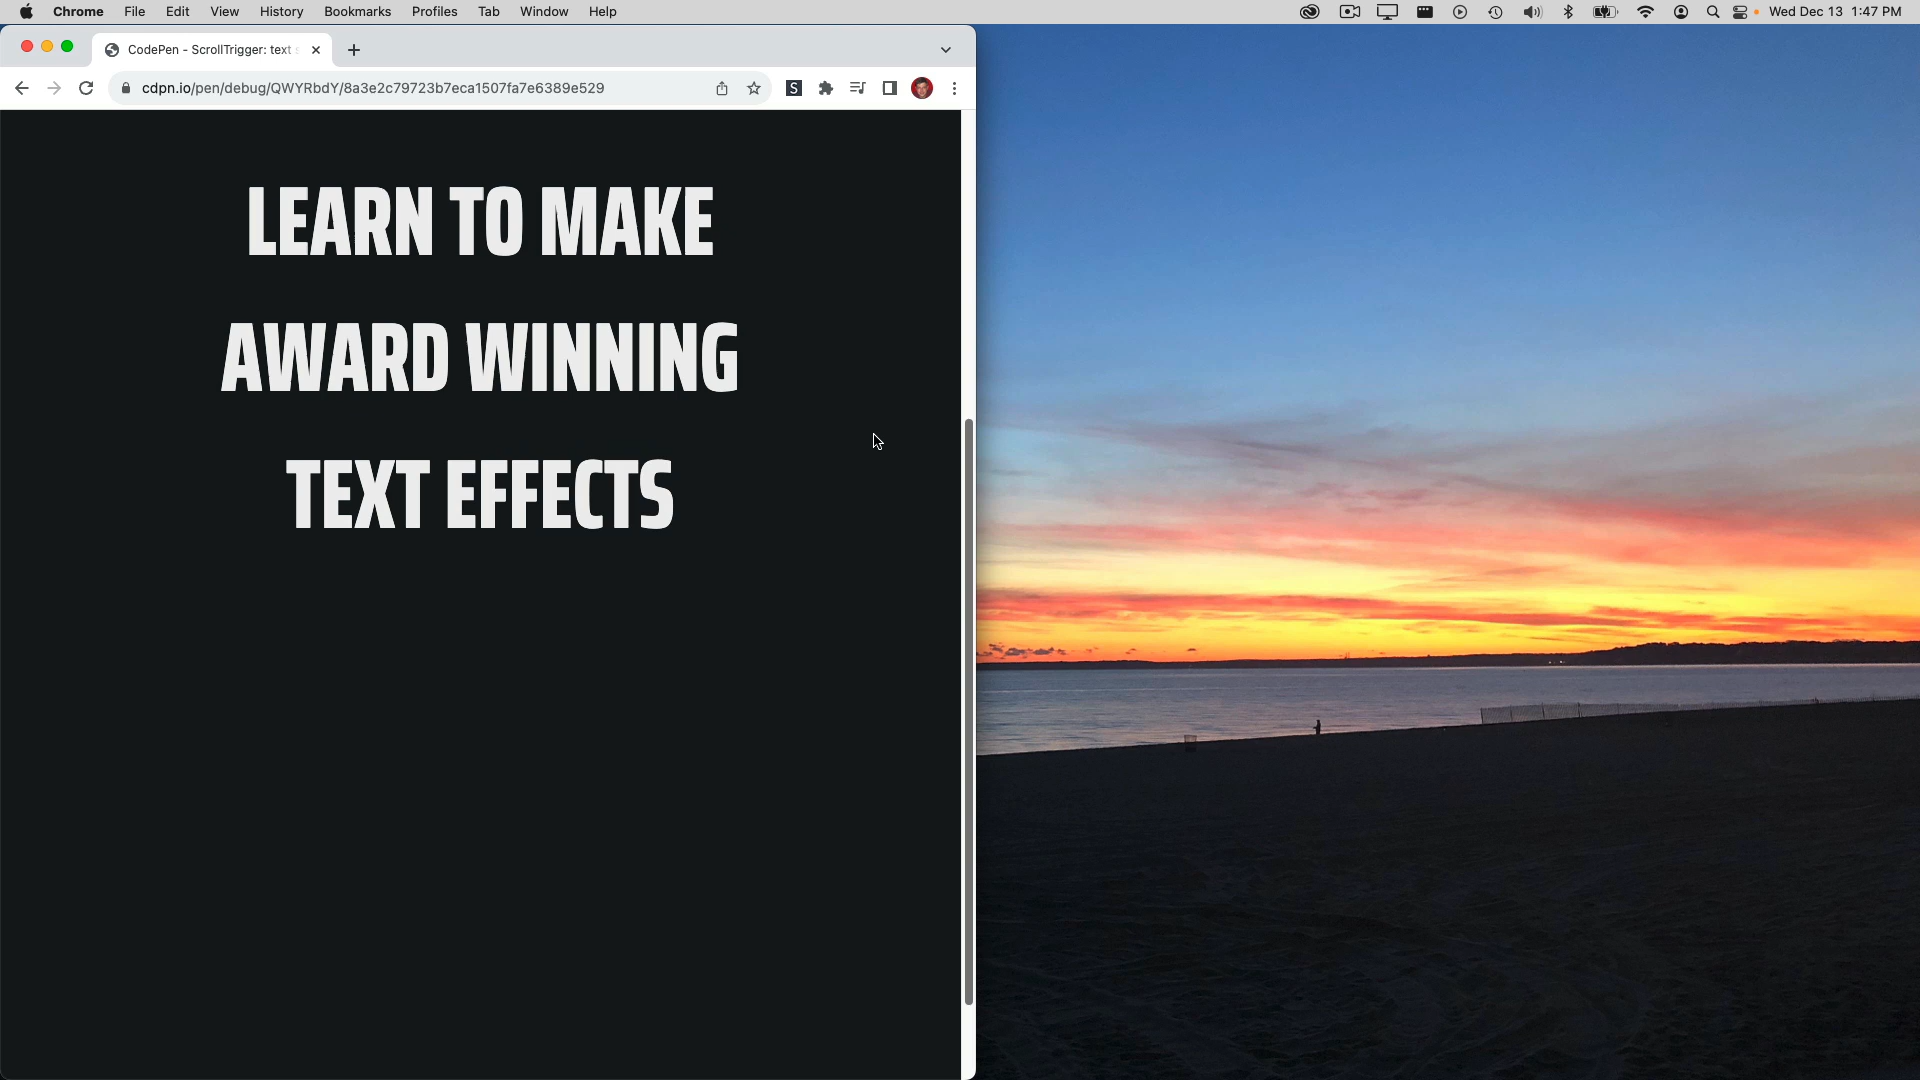 Chrome File Edit View History Bookmarks Profiles Tab Window Help Wed Dec 13 1:47 PM
CodePen - ScrollTrigger: text
cdpn.io/pen/debug/QWYRbdY/8a3e2c79723b7eca1507fa7e6389e529
S
LEARN TO MAKE
AWARD WINNING
TEXT EFFECTS